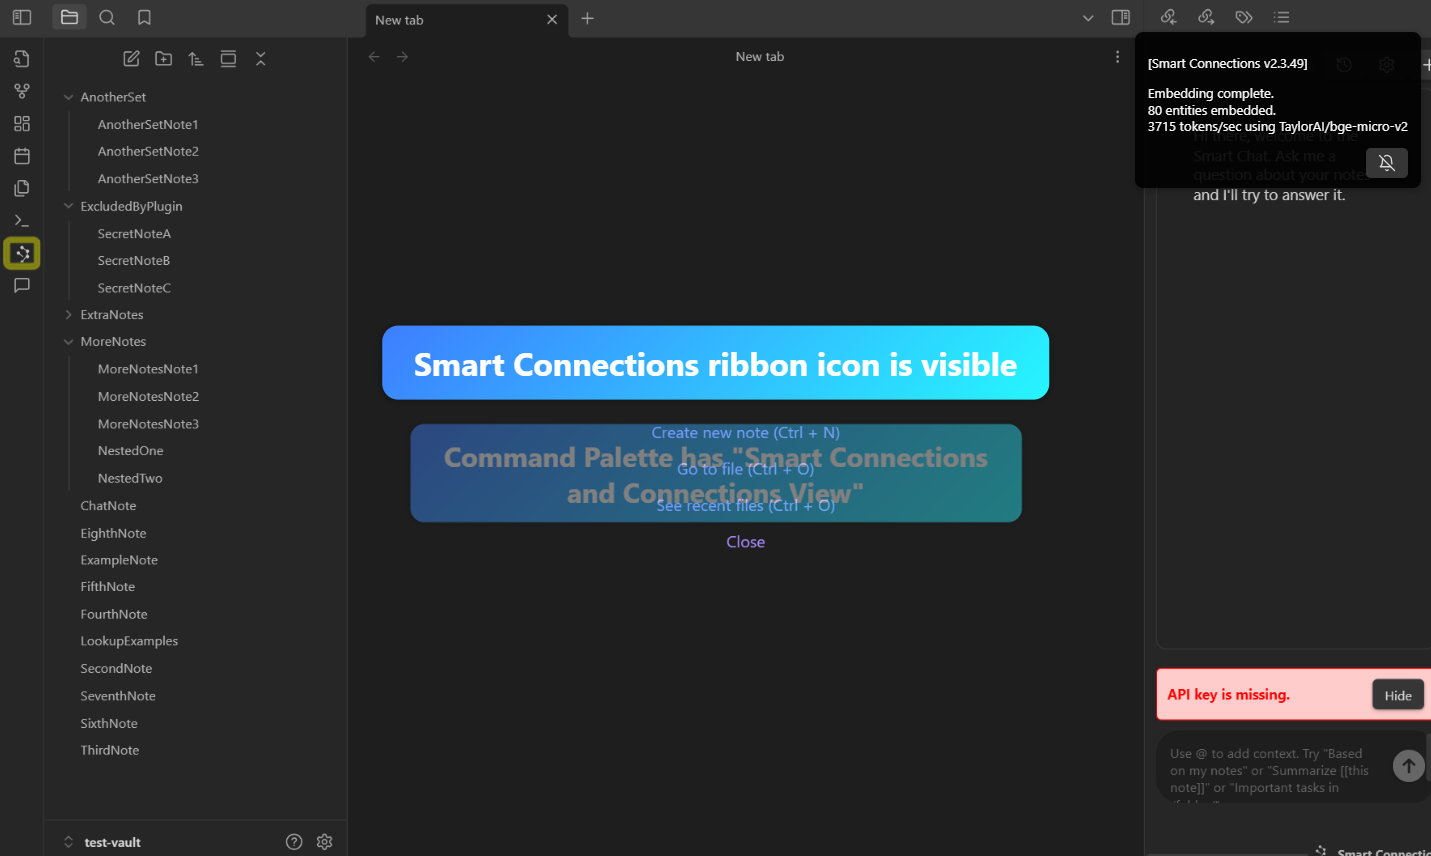 New tab
New tab
[Smart Connections v2.3.49]
Embedding complete.
80 entities embedded.
3715 tokens/sec using TaylorAI/bge-micro-v2
Hi there, welcome to the
Smart Chat. Ask me a
question about your notes
and I'll try to answer it.
AnotherSet
AnotherSetNote1
AnotherSetNote2
AnotherSetNote3
ExcludedByPlugin
SecretNoteA
SecretNoteB
SecretNoteC
ExtraNotes
MoreNotes
MoreNotesNote1
MoreNotesNote2
MoreNotesNote3
NestedOne
NestedTwo
ChatNote
EighthNote
ExampleNote
FifthNote
FourthNote
LookupExamples
SecondNote
SeventhNote
SixthNote
ThirdNote
test-vault
Smart Connections ribbon icon is visible
Command Palette has "Smart Connections
and Connections View"
Create new note (Ctrl + N)
Go to file (Ctrl + O)
See recent files (Ctrl + O)
Close
API key is missing.
Hide
Use @ to add context. Try "Based
on my notes" or "Summarize [[this
note]]" or "Important tasks in
Smart Connectio